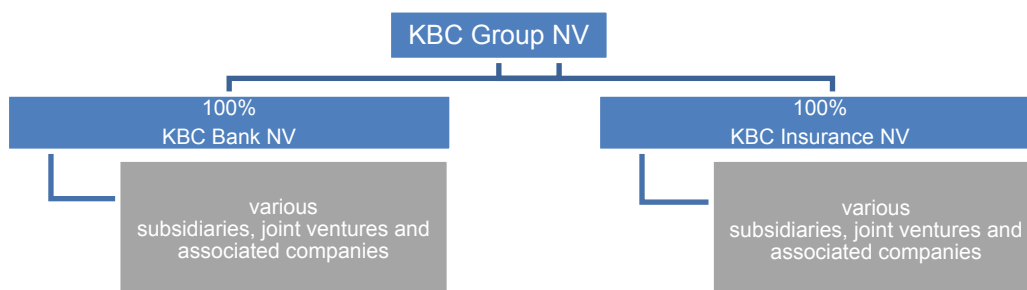 KBC Group NV
100%
KBC Bank NV
100%
KBC Insurance NV
various
subsidiaries, joint ventures and
associated companies
various
subsidiaries, joint ventures and
associated companies